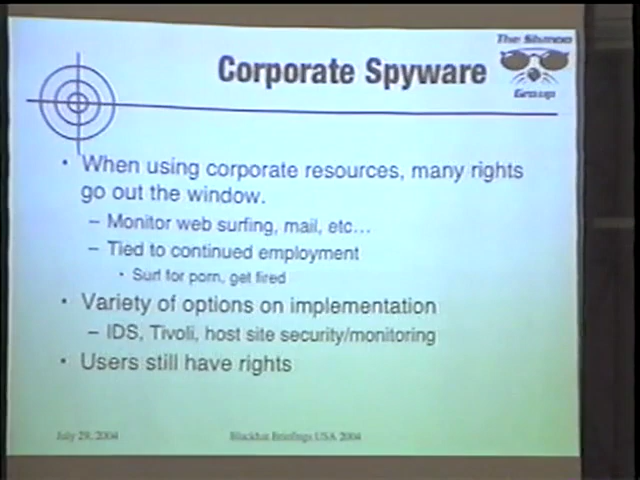 The Shmoo
Group
Corporate Spyware
• When using corporate resources, many rights
go out the window.
– Monitor web surfing, mail, etc...
– Tied to continued employment
• Surf for porn, get fired
• Variety of options on implementation
– IDS, Tivoli, host site security/monitoring
• Users still have rights
July 29, 2004
Blackhat Briefings USA 2004